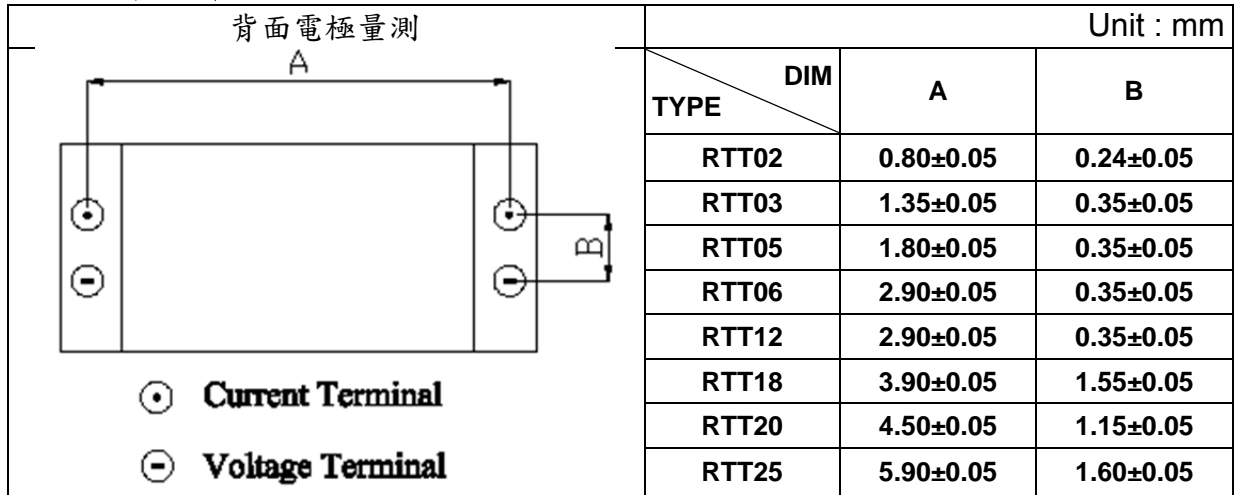 背面電極量測
Unit : mm
A
B
Current Terminal
Voltage Terminal
DIM
TYPE
A
B
RTT02 0.80±0.05 0.24±0.05
RTT03 1.35±0.05 0.35±0.05
RTT05 1.80±0.05 0.35±0.05
RTT06 2.90±0.05 0.35±0.05
RTT12 2.90±0.05 0.35±0.05
RTT18 3.90±0.05 1.55±0.05
RTT20 4.50±0.05 1.15±0.05
RTT25 5.90±0.05 1.60±0.05